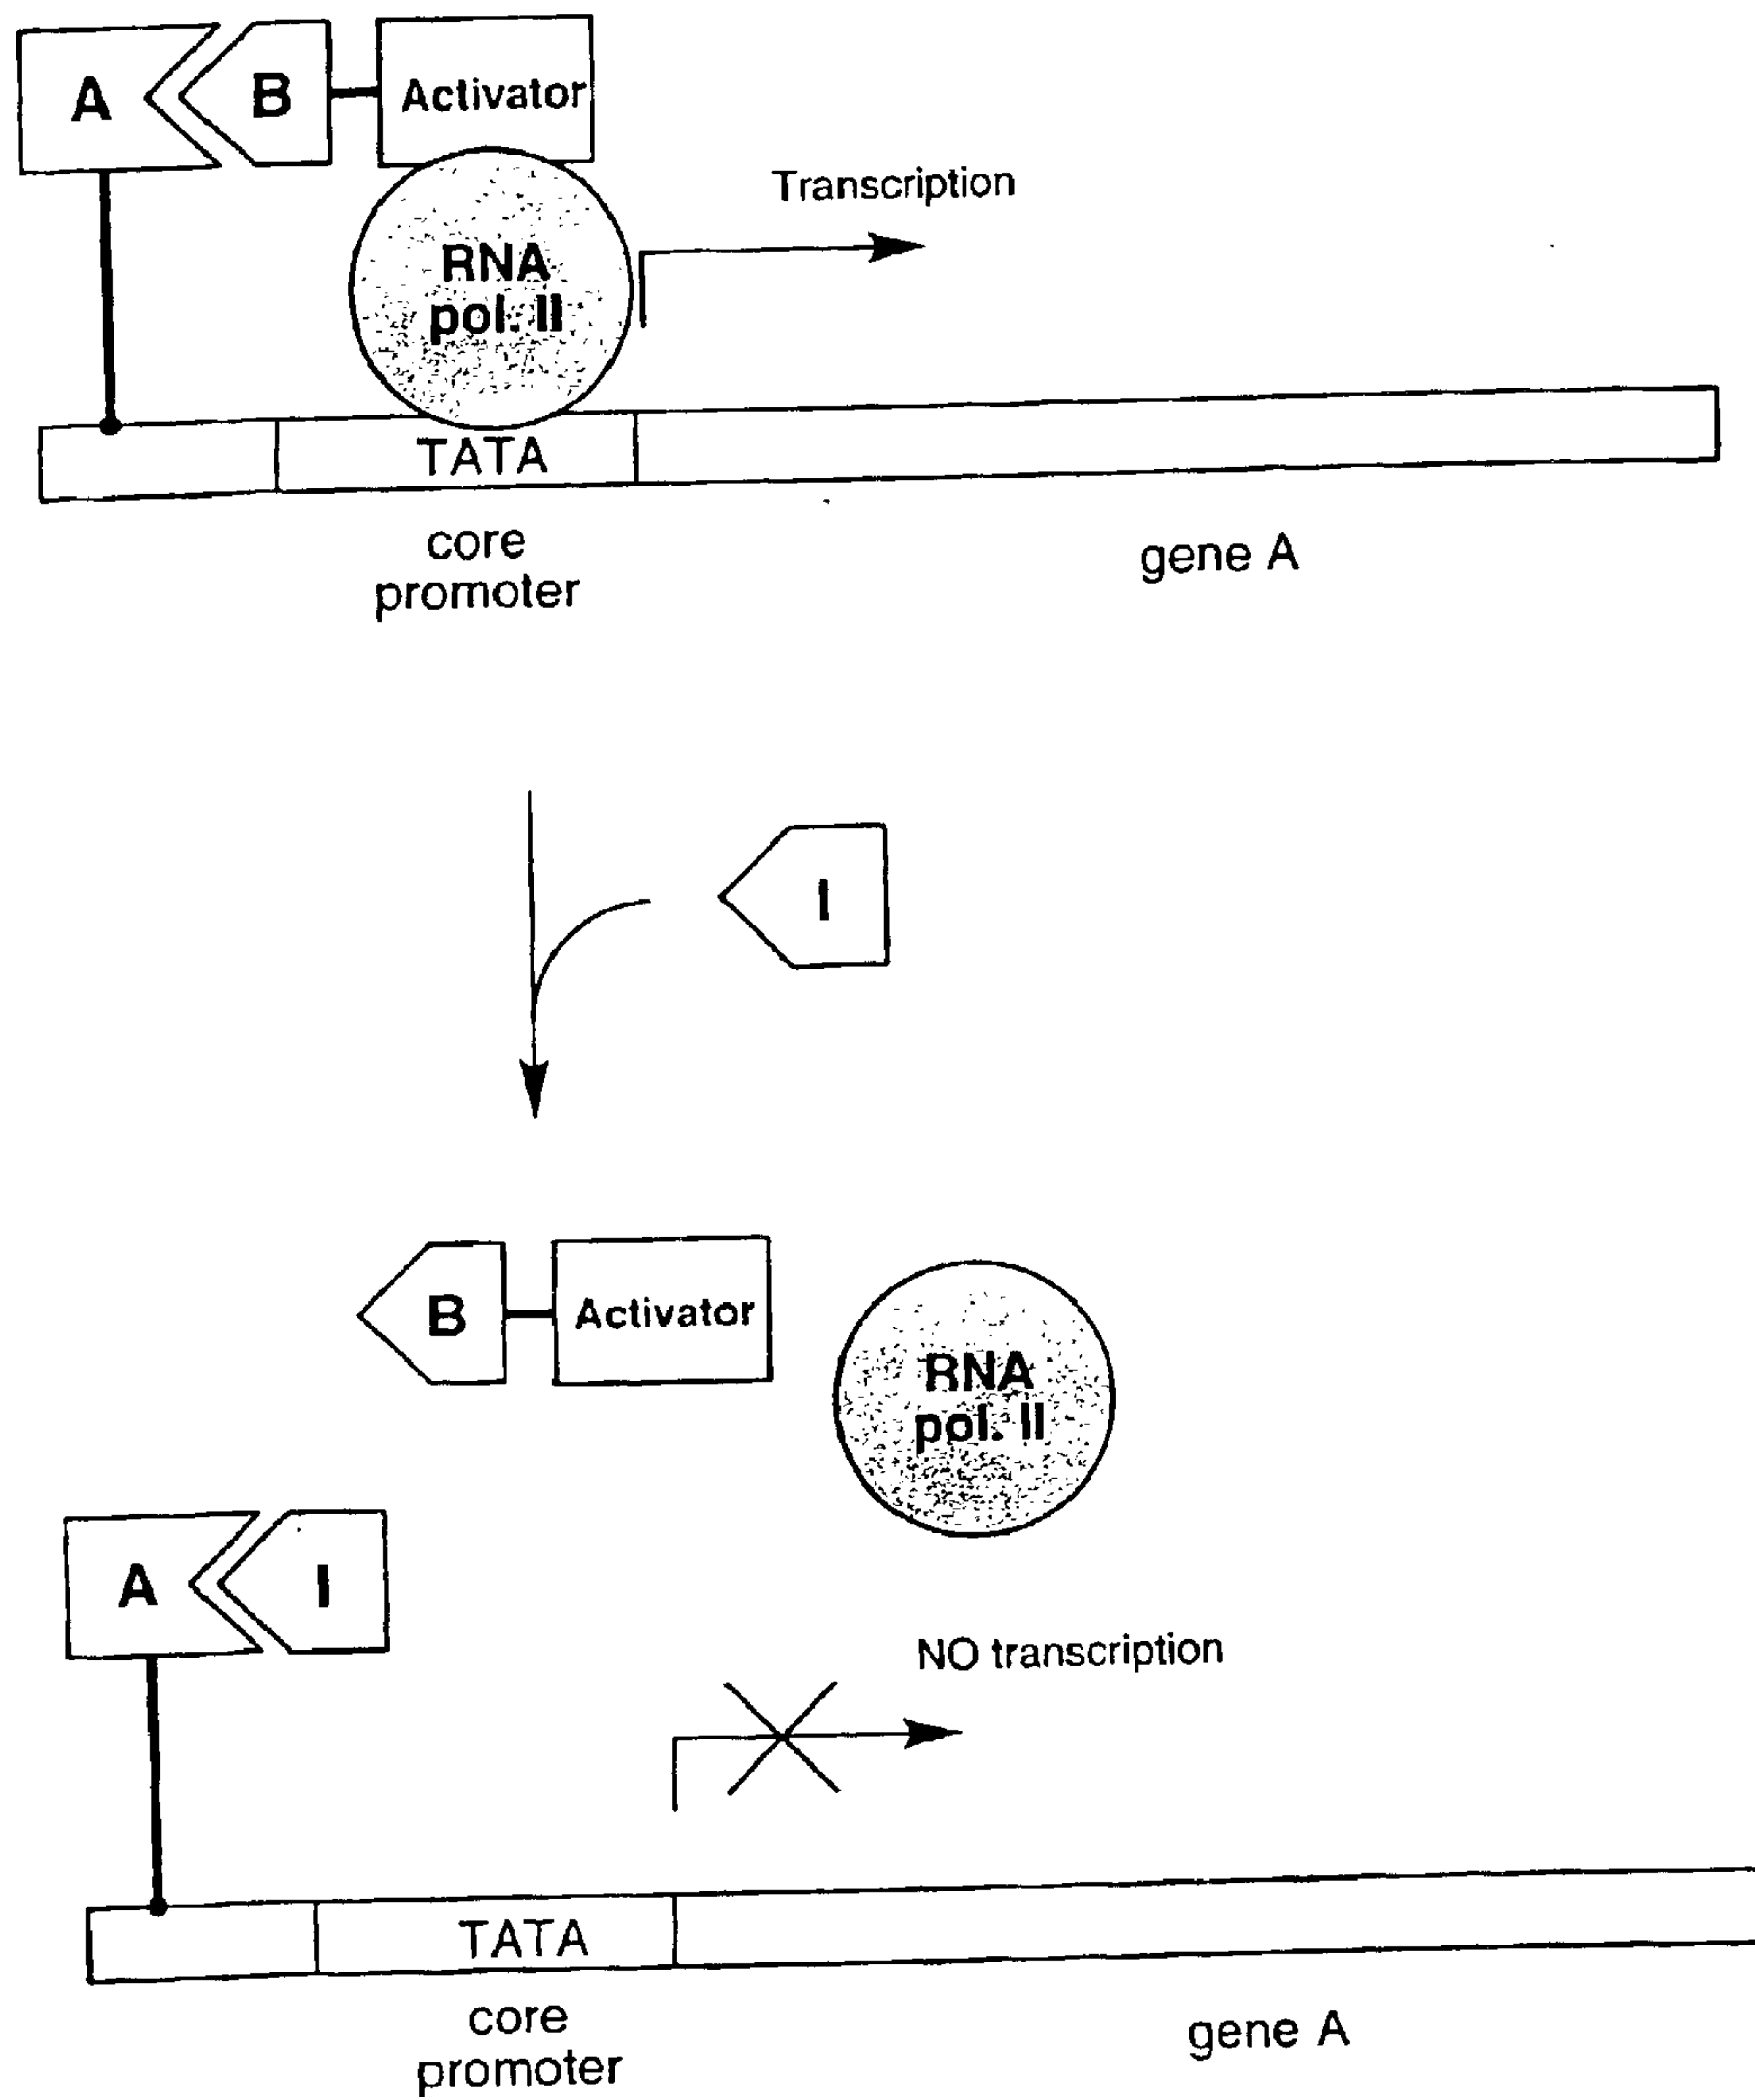 A
B
Activator
Transcription
RNA
pol. II
TATA
core
promoter
gene A
I
B
Activator
RNA
pol. II
A
I
NO transcription
TATA
core
promoter
gene A